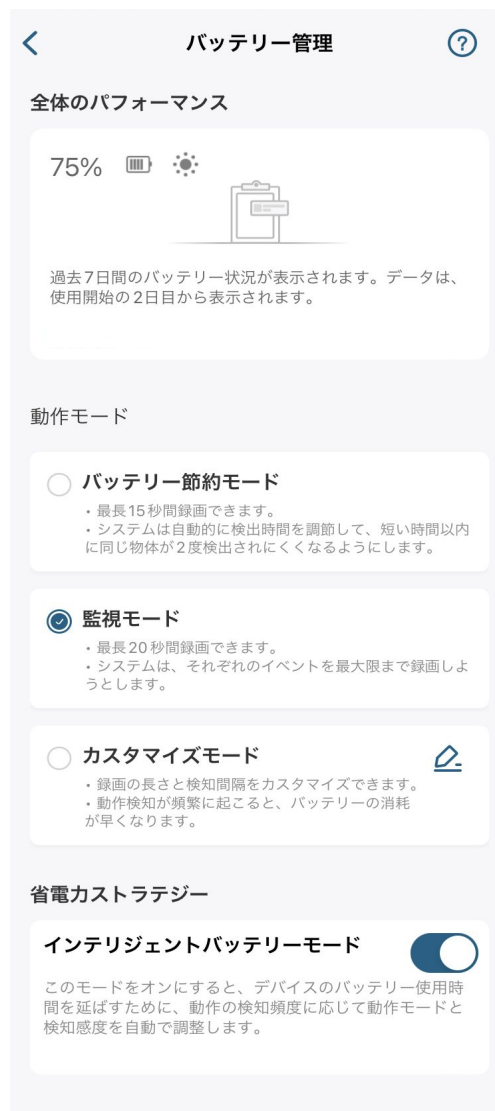 バッテリー管理
全体のパフォーマンス
75%
過去7日間のバッテリー状況が表示されます。データは、
使用開始の2日目から表示されます。
動作モード
バッテリー節約モード
・最長15秒間録画できます。
・システムは自動的に検出時間を調節して、短い時間以内
に同じ物体が2度検出されにくくなるようにします。
監視モード
・最長20秒間録画できます。
・システムは、それぞれのイベントを最大限まで録画しよ
うとします。
カスタマイズモード
・録画の長さと検知間隔をカスタマイズできます。
・動作検知が頻繁に起こると、バッテリーの消耗
が早くなります。
省電力ストラテジー
インテリジェントバッテリーモード
このモードをオンにすると、デバイスのバッテリー使用時
間を延ばすために、動作の検知頻度に応じて動作モードと
検知感度を自動で調整します。